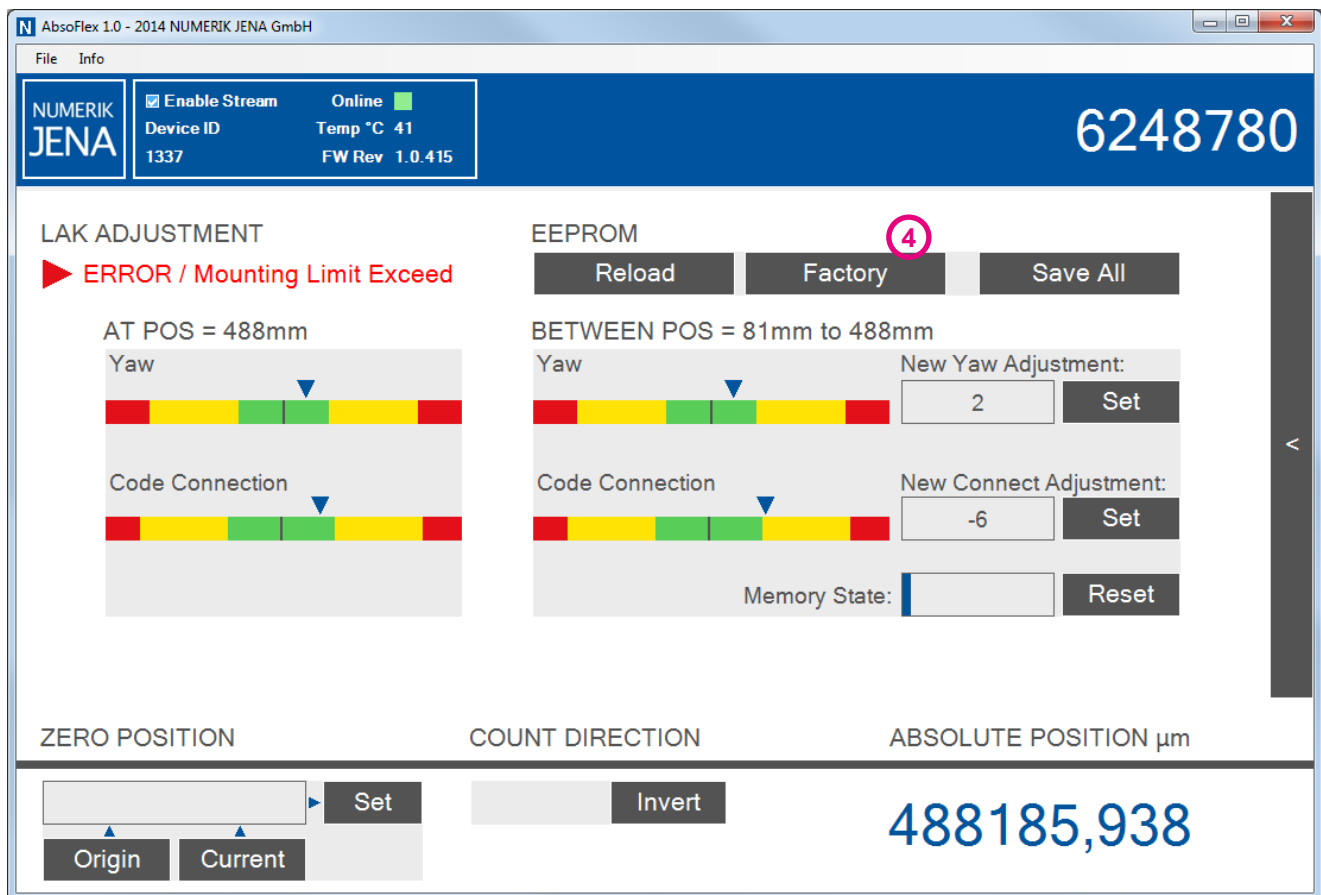 N AbsoFlex 1.0 - 2014 NUMERIK JENA GmbH
File Info
NUMERIK
JENA
Enable Stream Online
Device ID Temp °C 41
1337 FW Rev 1.0.415
6248780
LAK ADJUSTMENT
ERROR / Mounting Limit Exceed
EEPROM
4
Reload Factory Save All
AT POS = 488mm
Yaw
Code Connection
BETWEEN POS = 81mm to 488mm
Yaw New Yaw Adjustment:
2 Set
Code Connection New Connect Adjustment:
-6 Set
Memory State: Reset
<
ZERO POSITION COUNT DIRECTION ABSOLUTE POSITION µm
Set Invert
488185,938
Origin Current